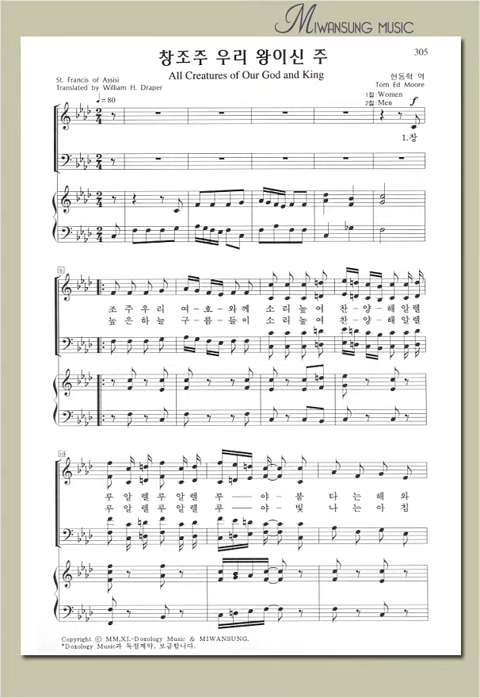 MIWANSUNG MUSIC
창조주 우리 왕이신 주
305
All Creatures of Our God and King
St. Francis of Assisi
Translated by William H. Draper
현동혁 역
Tom Ed Moore
♩= 80
1절:Women
2절:Men
f
1.창
6
조 주 우 리 여 - 호 - 와 께 소 리 높 여 찬 - 양 - 해 알 렐
높 은 하 늘 구 - 름 - 들 이 소 리 높 여 찬 - 양 - 해 알 렐
10
루 알 렐 루 알 렐 루 —— 야 - 불 타 는 해 와
루 알 렐 루 알 렐 루 —— 야 - 빛 나 는 아 침
Copyright ⓒ MM,XL-Doxology Music & MIWANSUNG.
*Doxology Music과 독점계약, 보급합니다.